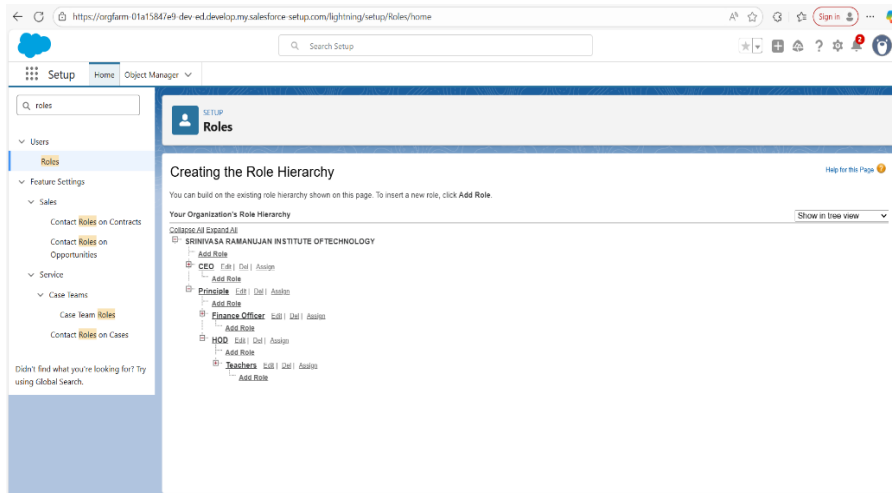 https://orgfarm-01a15847e9-dev-ed.develop.my.salesforce-setup.com/lightning/setup/Roles/home
Sign in
Search Setup
2
Setup Home Object Manager
roles
SETUP
Roles
Users
Roles
Feature Settings
Sales
Contact Roles on Contracts
Contact Roles on
Opportunities
Service
Case Teams
Case Team Roles
Contact Roles on Cases
Didn't find what you're looking for? Try
using Global Search.
Creating the Role Hierarchy
Help for this Page
You can build on the existing role hierarchy shown on this page. To insert a new role, click Add Role.
Your Organization's Role Hierarchy
Show in tree view
Collapse All Expand All
SRINIVASA RAMANUJAN INSTITUTE OFTECHNOLOGY
Add Role
CEO Edit | Del | Assign
Add Role
Principle Edit | Del | Assign
Add Role
Finance Officer Edit | Del | Assign
Add Role
HOD Edit | Del | Assign
Add Role
Teachers Edit | Del | Assign
Add Role